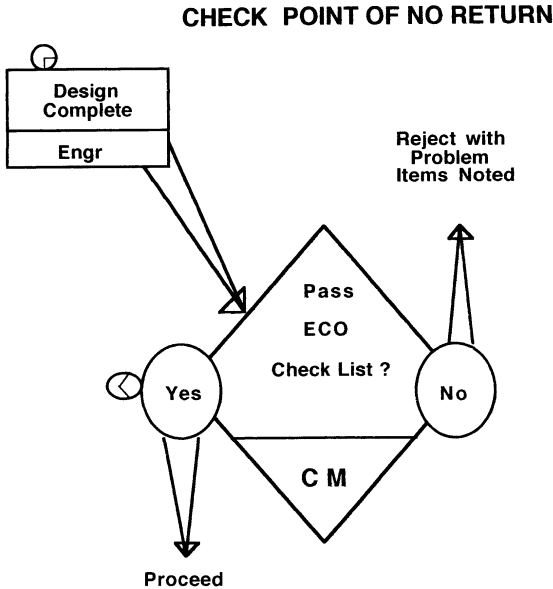 CHECK POINT OF NO RETURN
Design
Complete
Engr
Reject with
Problem
Items Noted
Pass
ECO
Check List ?
Yes
No
C M
Proceed